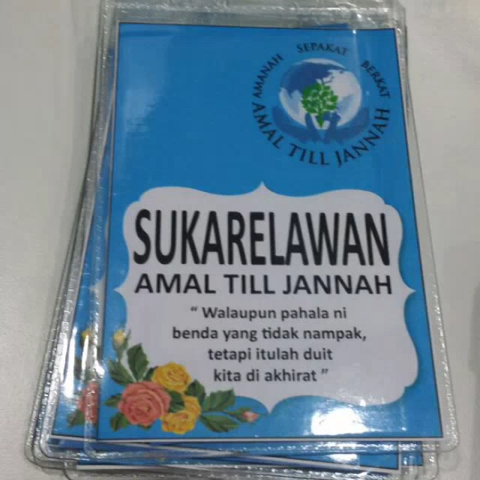 AMANAH SEPAKAT BERKAT
AMAL TILL JANNAH
SUKARELAWAN
AMAL TILL JANNAH
“ Walaupun pahala ni
benda yang tidak nampak,
tetapi itulah duit
kita di akhirat ”